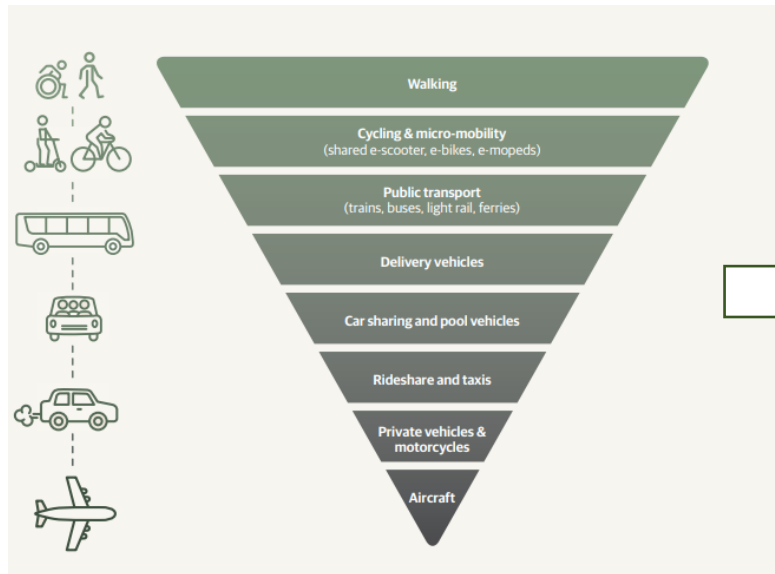 Walking
Cycling & micro-mobility
(shared e-scooter, e-bikes, e-mopeds)
Public transport
(trains, buses, light rail, ferries)
Delivery vehicles
Car sharing and pool vehicles
Rideshare and taxis
Private vehicles &
motorcycles
Aircraft